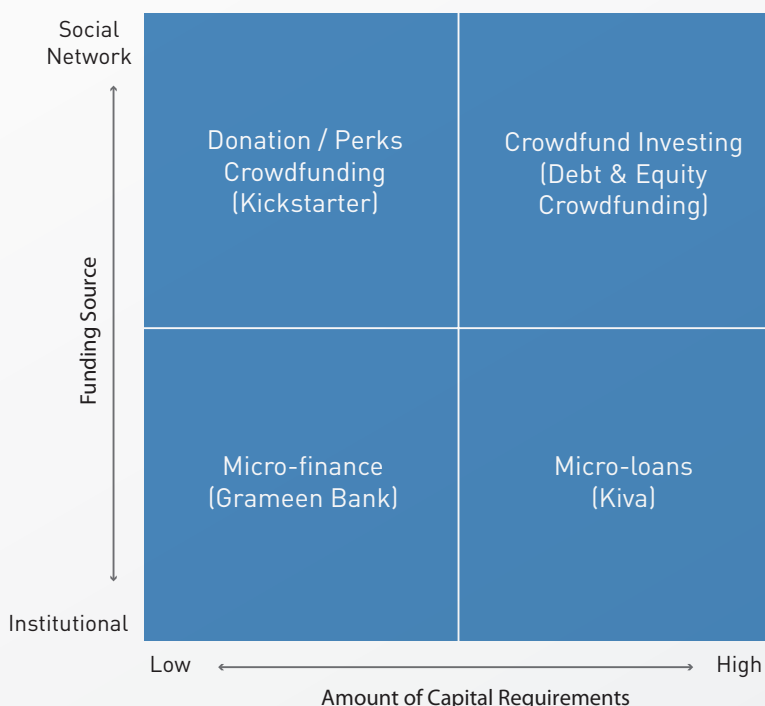 Social
Network
Donation / Perks
Crowdfunding
(Kickstarter)
Crowdfund Investing
(Debt & Equity
Crowdfunding)
Funding Source
Micro-finance
(Grameen Bank)
Micro-loans
(Kiva)
Institutional
Low
High
Amount of Capital Requirements